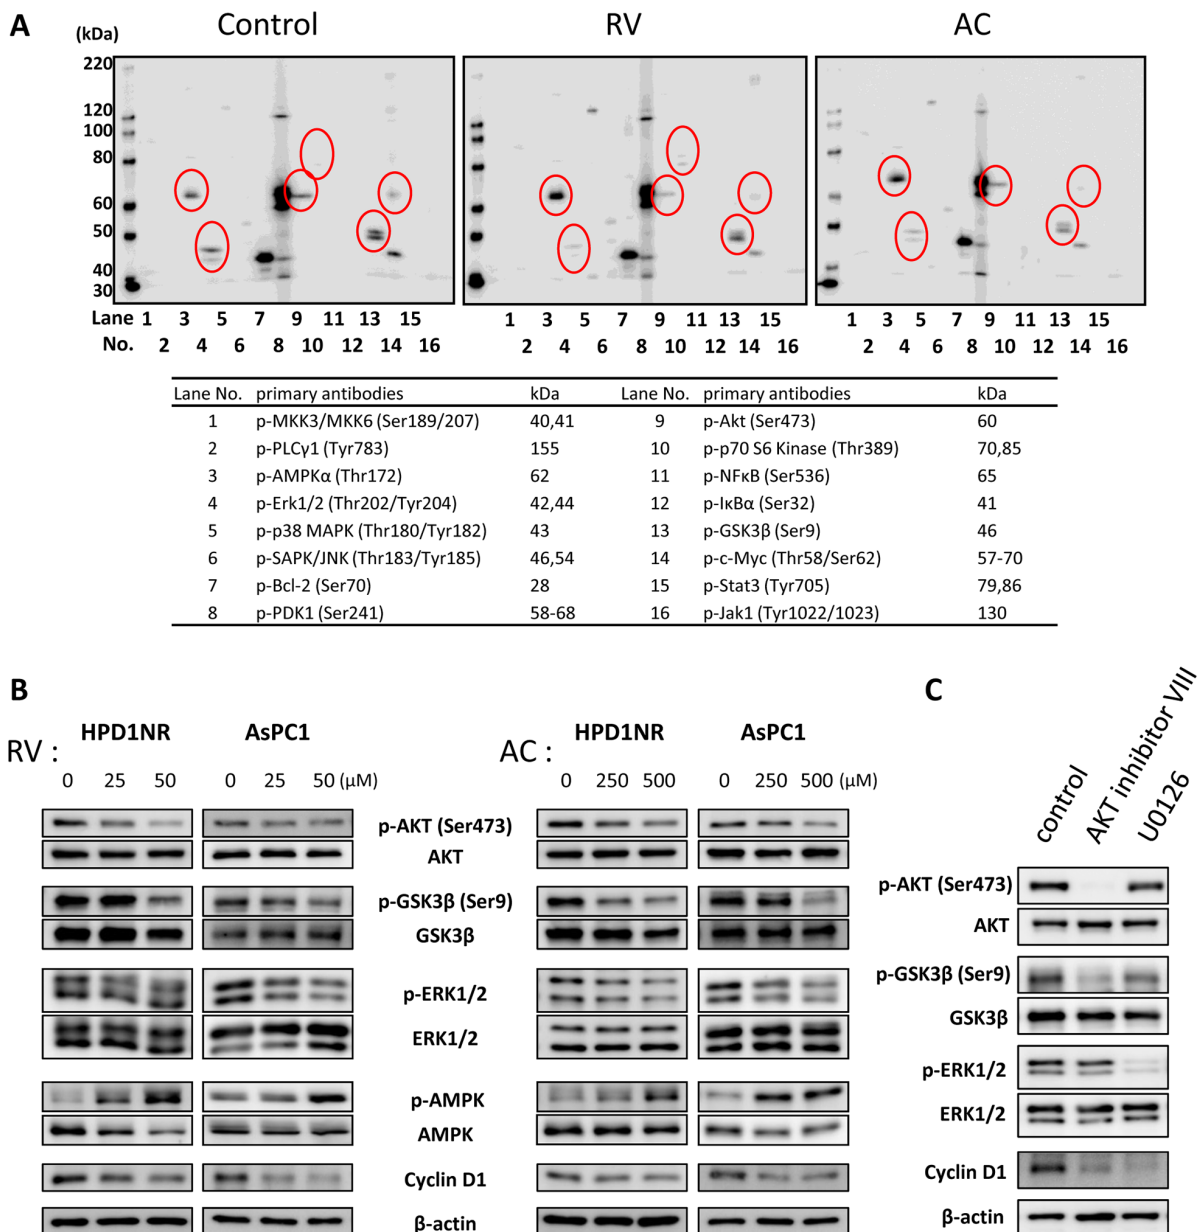 A
Control RV AC
(kDa)
220
120
100
80
60
50
40
30
Lane 1 3 5 7 9 11 13 15 1 3 5 7 9 11 13 15 1 3 5 7 9 11 13 15
No. 2 4 6 8 10 12 14 16 2 4 6 8 10 12 14 16 2 4 6 8 10 12 14 16
Lane No. primary antibodies kDa Lane No. primary antibodies kDa
1 p-MKK3/MKK6 (Ser189/207) 40,41 9 p-Akt (Ser473) 60
2 p-PLCγ1 (Tyr783) 155 10 p-p70 S6 Kinase (Thr389) 70,85
3 p-AMPKα (Thr172) 62 11 p-NFκB (Ser536) 65
4 p-Erk1/2 (Thr202/Tyr204) 42,44 12 p-IκBα (Ser32) 41
5 p-p38 MAPK (Thr180/Tyr182) 43 13 p-GSK3β (Ser9) 46
6 p-SAPK/JNK (Thr183/Tyr185) 46,54 14 p-c-Myc (Thr58/Ser62) 57-70
7 p-Bcl-2 (Ser70) 28 15 p-Stat3 (Tyr705) 79,86
8 p-PDK1 (Ser241) 58-68 16 p-Jak1 (Tyr1022/1023) 130
B
HPD1NR AsPC1 HPD1NR AsPC1
RV : AC :
0 25 50 0 25 50 (μM) 0 250 500 0 250 500 (μM)
p-AKT (Ser473)
AKT
p-GSK3β (Ser9)
GSK3β
p-ERK1/2
ERK1/2
p-AMPK
AMPK
Cyclin D1
β-actin
C
control
AKT inhibitor VIII
U0126
p-AKT (Ser473)
AKT
p-GSK3β (Ser9)
GSK3β
p-ERK1/2
ERK1/2
Cyclin D1
β-actin